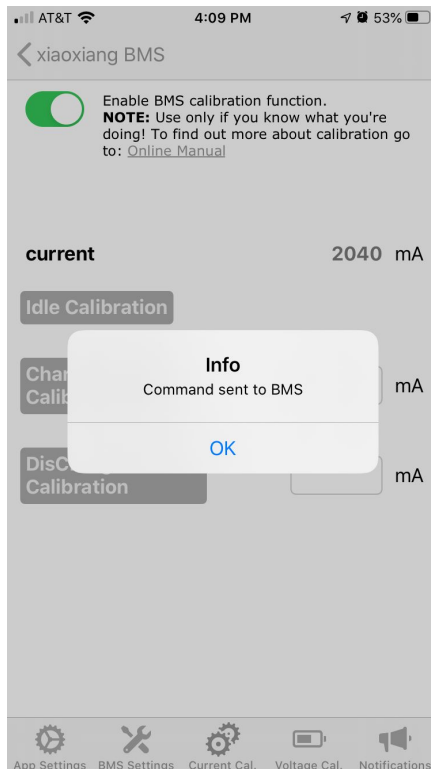 AT&T 4:09 PM 53%
xiaoxiang BMS
Enable BMS calibration function.
NOTE: Use only if you know what you're
doing! To find out more about calibration go
to: Online Manual
current 2040 mA
Idle Calibration
Info
Command sent to BMS
mA
OK
Calibration
mA
App Settings BMS Settings Current Cal. Voltage Cal. Notifications